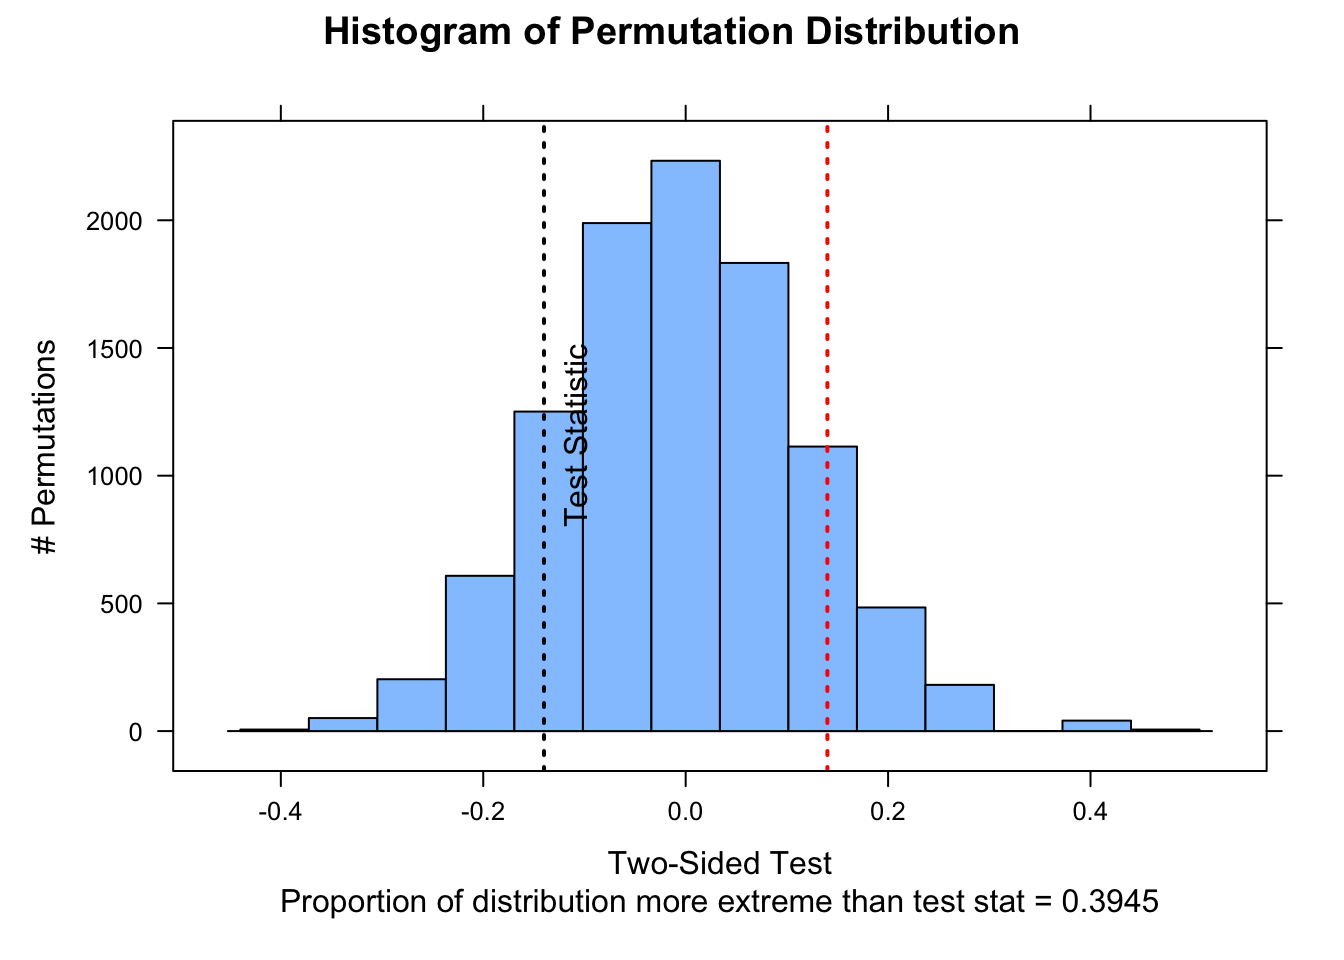 Histogram of Permutation Distribution
2000
1500
1000
500
0
# Permutations
Test Statistic
-0.4 -0.2 0.0 0.2 0.4
Two-Sided Test
Proportion of distribution more extreme than test stat = 0.3945